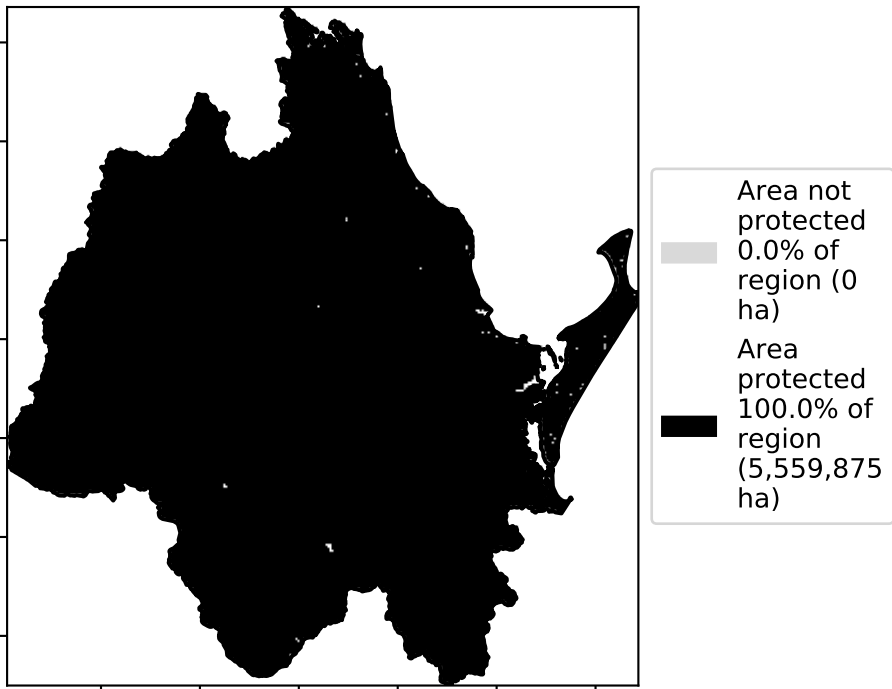 Area not
protected
0.0% of
region (0
ha)
Area
protected
100.0% of
region
(5,559,875
ha)